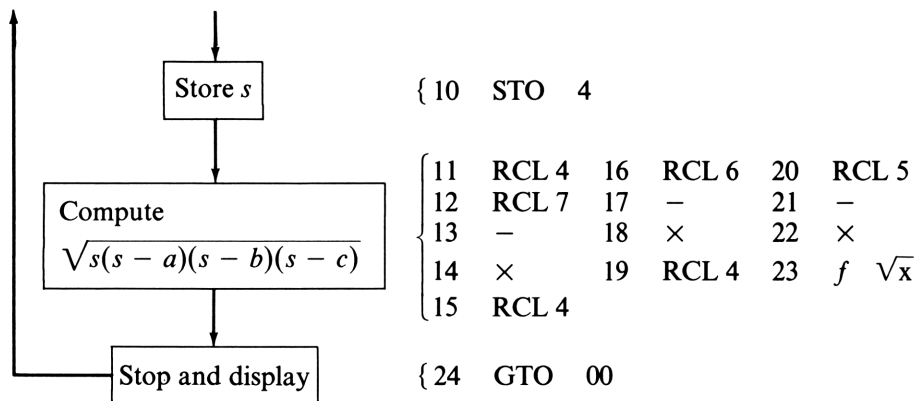 Store s { 10 STO 4
11 RCL 4 16 RCL 6 20 RCL 5
Compute 12 RCL 7 17 − 21 −
13 − 18 × 22 ×
√s(s − a)(s − b)(s − c) 14 × 19 RCL 4 23 f √x
15 RCL 4
Stop and display { 24 GTO 00